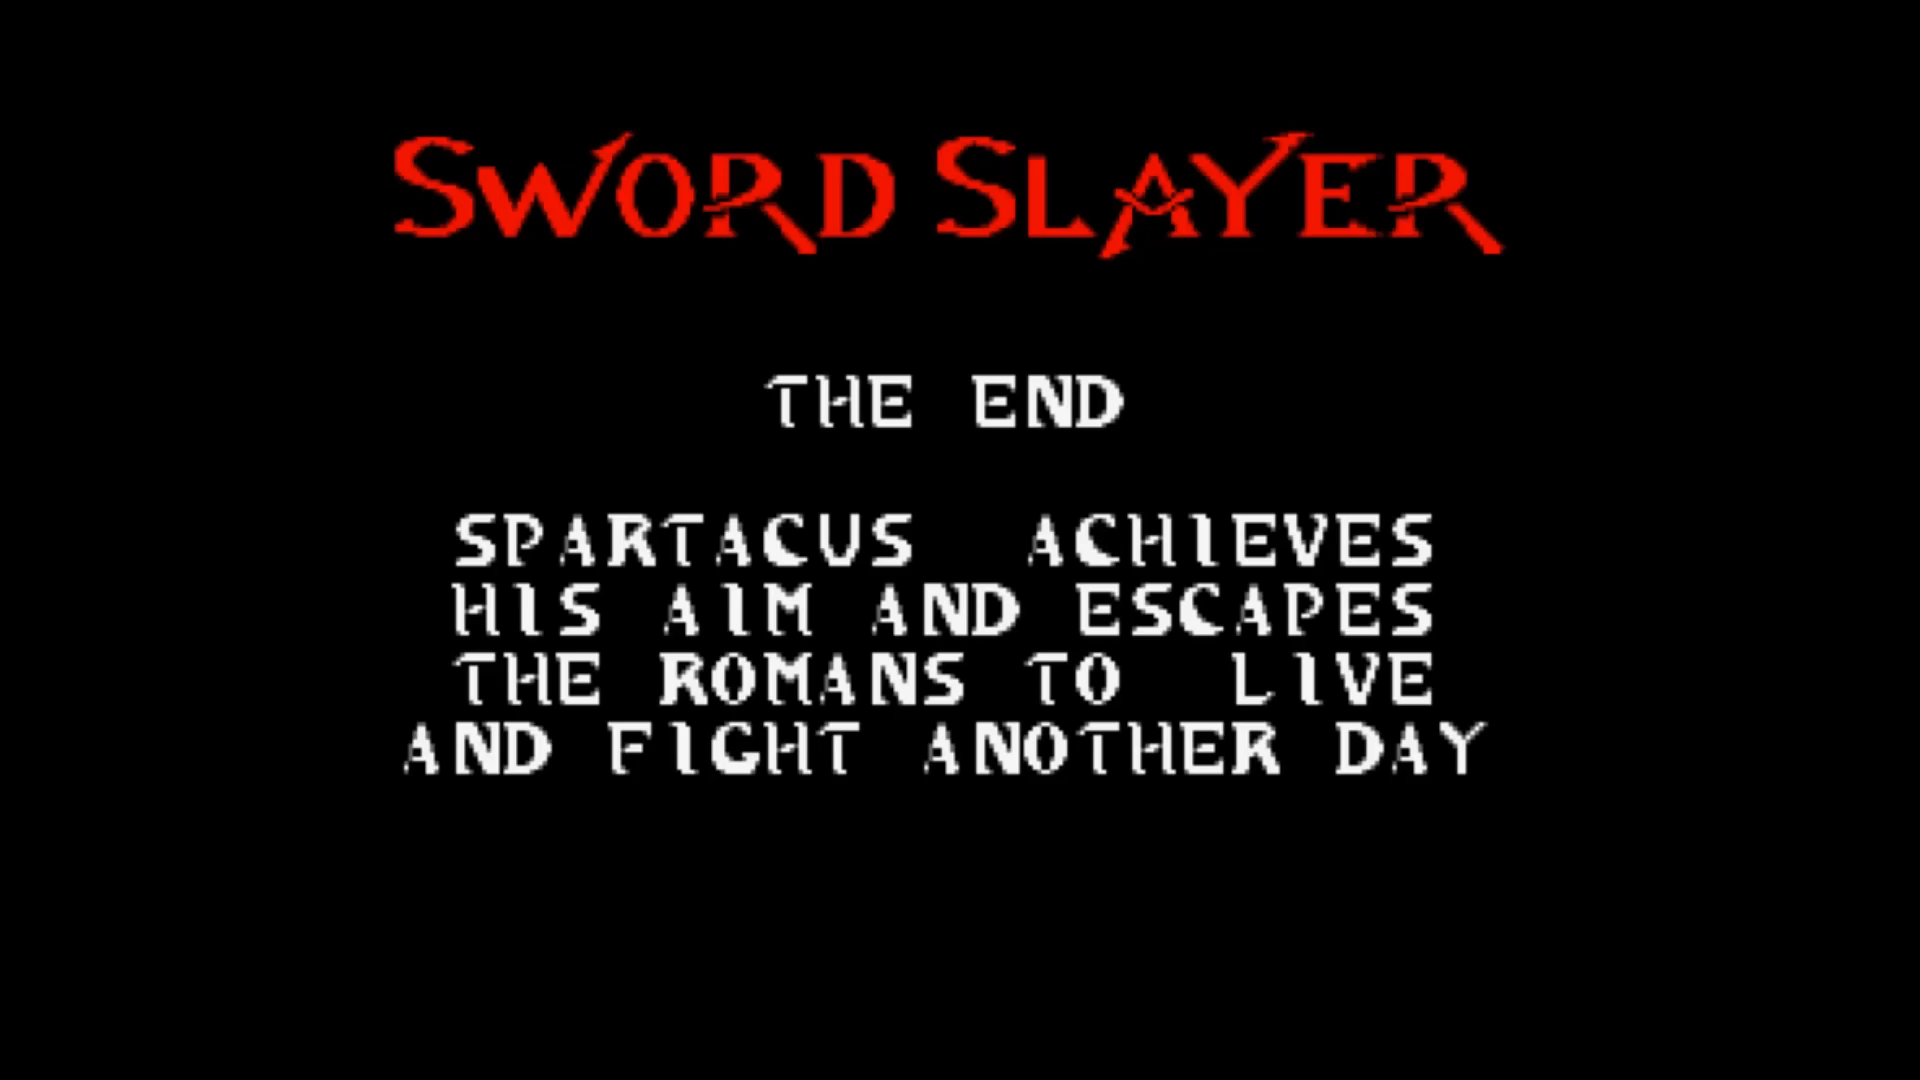 SWORD SLAYER
THE END
SPARTACUS ACHIEVES
HIS AIM AND ESCAPES
THE ROMANS TO LIVE
AND FIGHT ANOTHER DAY